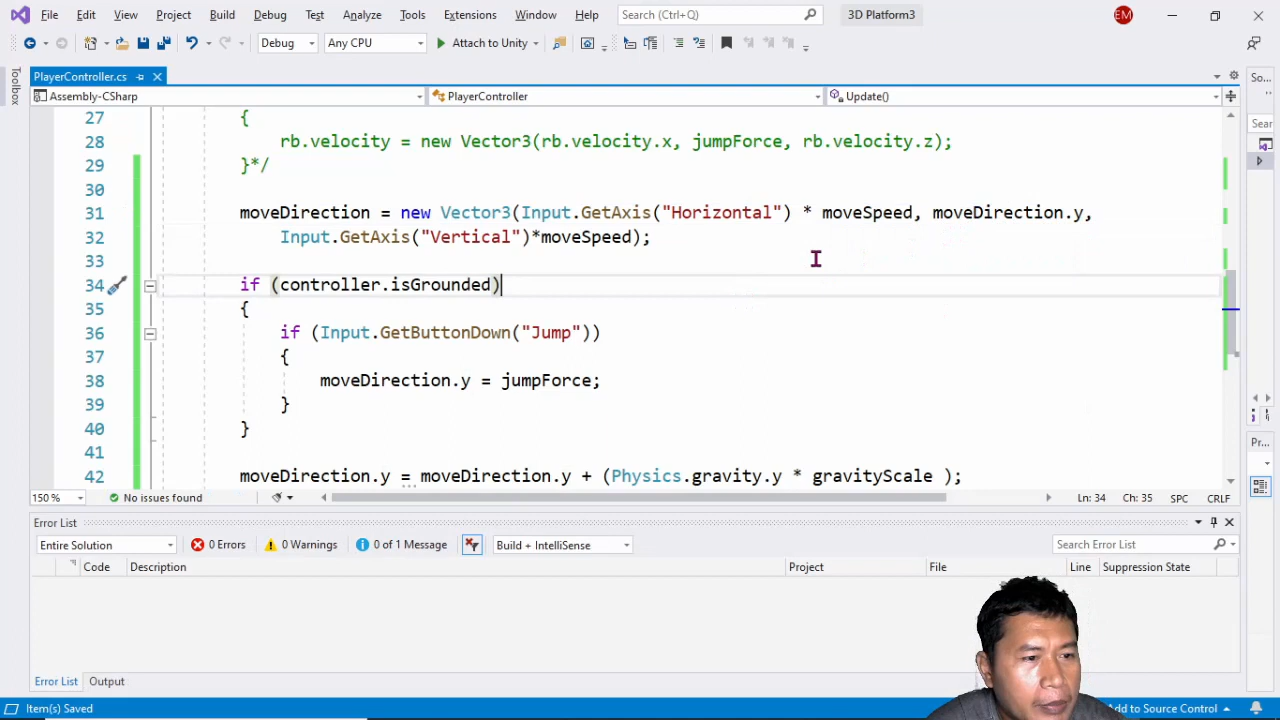 File Edit View Project Build Debug Test Analyze Tools Extensions Window Help Search (Ctrl+Q) 3D Platform3 EM
Debug Any CPU Attach to Unity
PlayerController.cs So...
Toolbox
Assembly-CSharp PlayerController Update()
Sear
27 {
28 rb.velocity = new Vector3(rb.velocity.x, jumpForce, rb.velocity.z);
29 }*/
30
31 moveDirection = new Vector3(Input.GetAxis("Horizontal") * moveSpeed, moveDirection.y,
32 Input.GetAxis("Vertical")*moveSpeed);
33
34 if (controller.isGrounded)
35 {
36 if (Input.GetButtonDown("Jump"))
37 {
38 moveDirection.y = jumpForce;
39 }
40 }
41
42 moveDirection.y = moveDirection.y + (Physics.gravity.y * gravityScale );
Pr...
150 % No issues found Ln: 34 Ch: 35 SPC CRLF
Error List
Entire Solution 0 Errors 0 Warnings 0 of 1 Message Build + IntelliSense Search Error List
Code Description Project File Line Suppression State
Error List Output
Item(s) Saved Add to Source Control